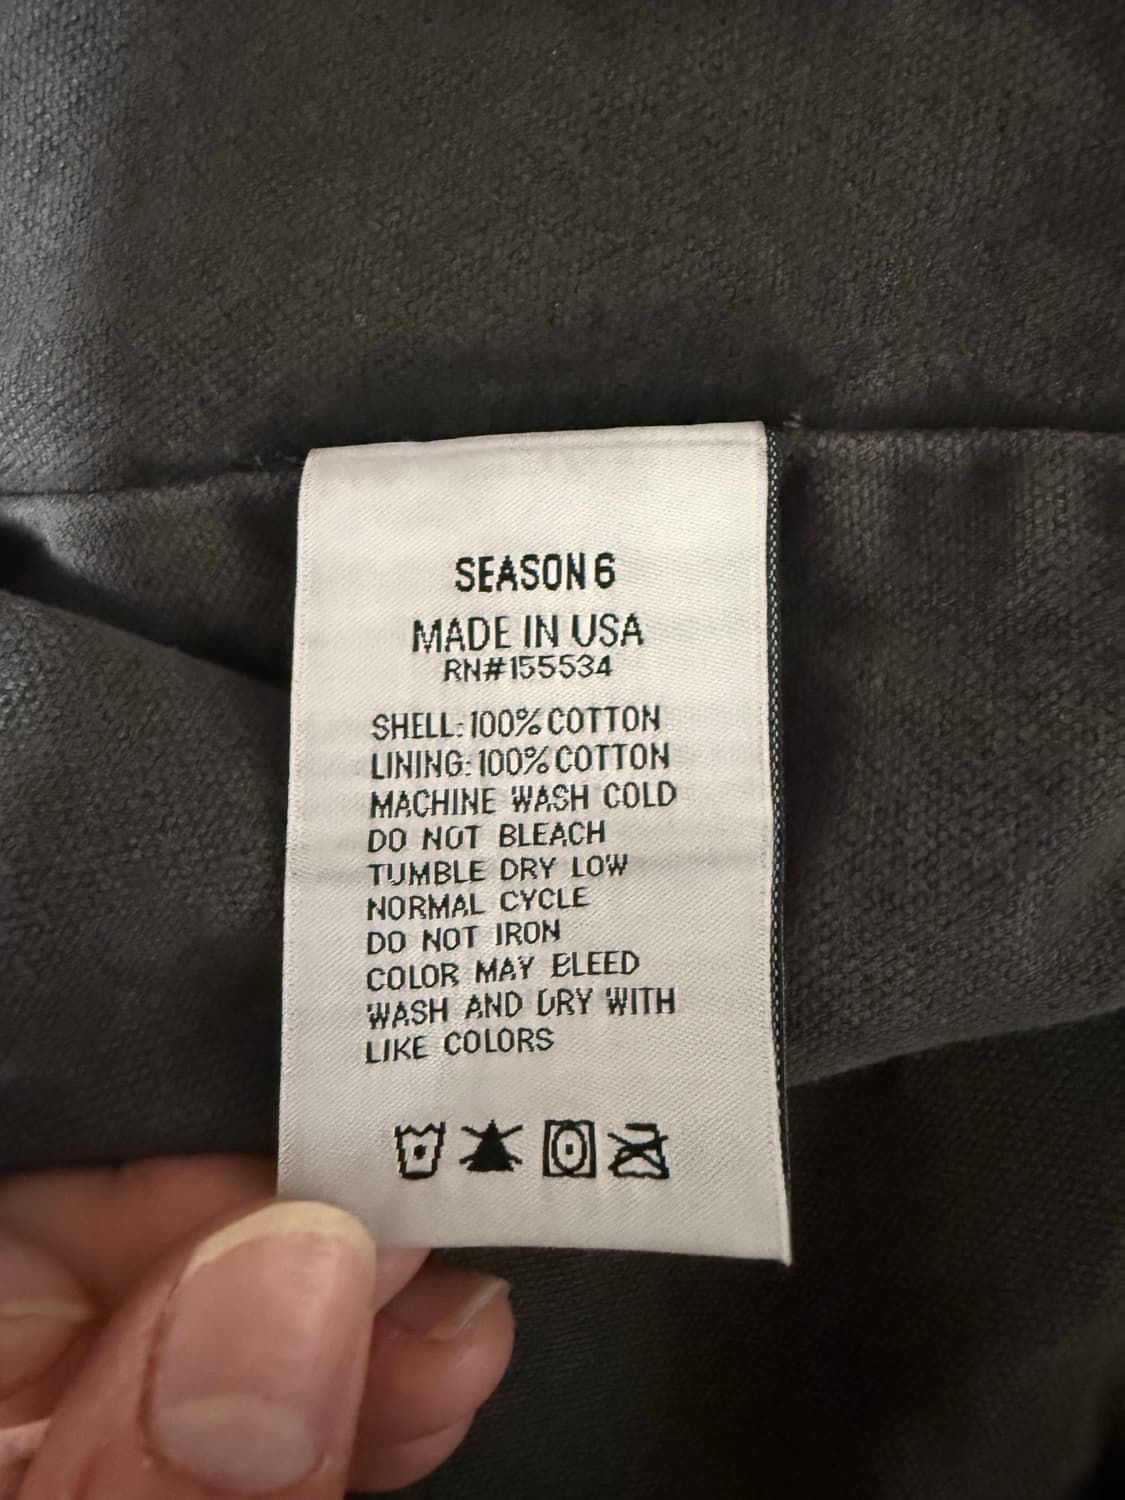 SEASON 6
MADE IN USA
RN#155534
SHELL: 100% COTTON
LINING: 100% COTTON
MACHINE WASH COLD
DO NOT BLEACH
TUMBLE DRY LOW
NORMAL CYCLE
DO NOT IRON
COLOR MAY BLEED
WASH AND DRY WITH
LIKE COLORS